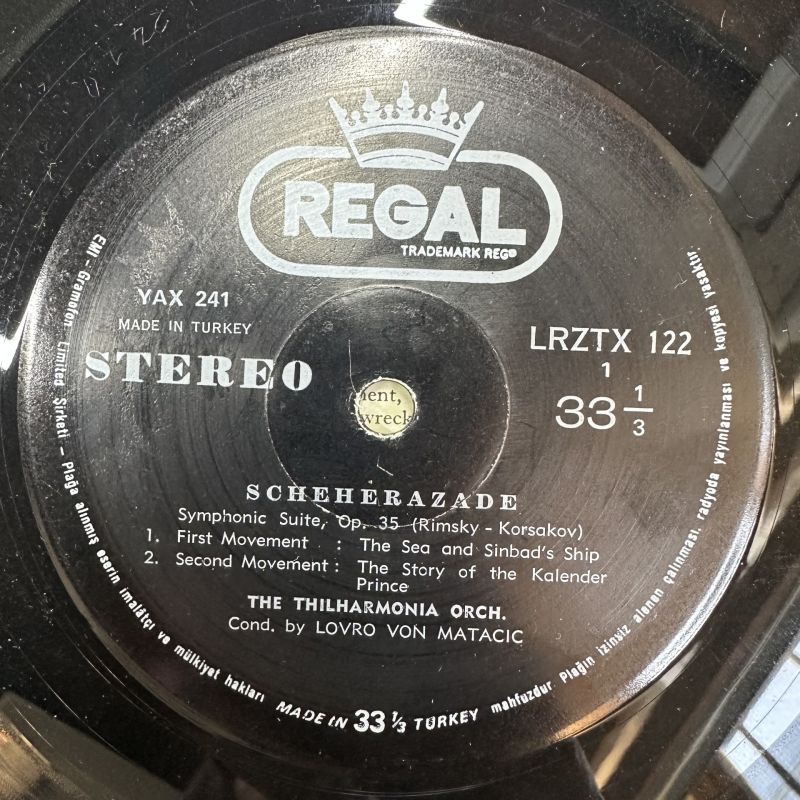 REGAL
TRADEMARK REG®
YAX 241
MADE IN TURKEY
STEREO
LRZTX 122
1
33 1/3
ent,
wreck
SCHEHERAZADE
Symphonic Suite, Op. 35 (Rimsky - Korsakov)
1. First Movement : The Sea and Sinbad's Ship
2. Second Movement : The Story of the Kalender
Prince
THE THILHARMONIA ORCH.
Cond. by LOVRO VON MATACIC
EMI - Gramofon Limited Şirketi - Plağa alınmış eserin imalâtçı ve mülkiyet hakları mahfuzdur. Plağın izinsiz alenen çalınması, radyoda yayınlanması ve kopyesi yasaktır.
MADE IN 33 1/3 TURKEY